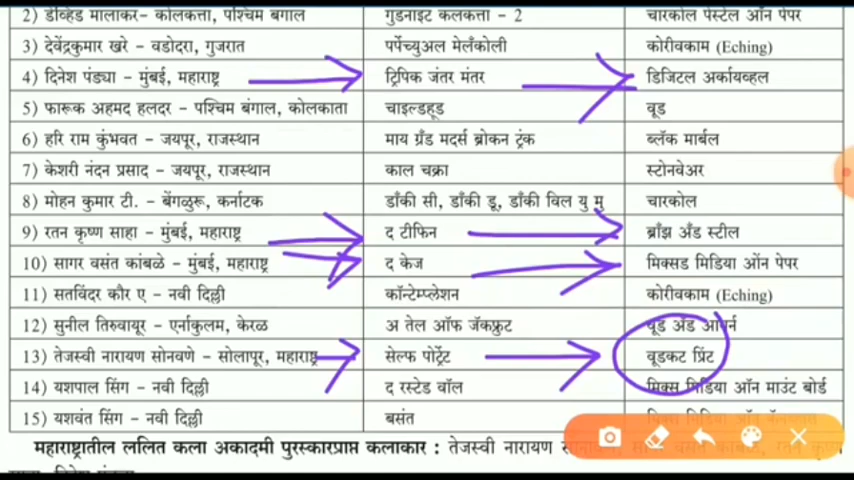 2) डेव्हिड मालाकर- कोलकत्ता, पश्चिम बंगाल गुडनाइट कलकत्ता - 2 चारकोल पेस्टल ऑन पेपर
3) देवेंद्रकुमार खरे - वडोदरा, गुजरात पर्पेच्युअल मेलँकोली कोरीवकाम (Eching)
4) दिनेश पंड्या - मुंबई, महाराष्ट्र ट्रिपिक जंतर मंतर डिजिटल अर्कायव्हल
5) फारूक अहमद हलदर - पश्चिम बंगाल, कोलकाता चाइल्डहूड वूड
6) हरि राम कुंभवत - जयपूर, राजस्थान माय ग्रँड मदर्स ब्रोकन ट्रंक ब्लॅक मार्बल
7) केशरी नंदन प्रसाद - जयपूर, राजस्थान काल चक्रा स्टोनवेअर
8) मोहन कुमार टी. - बेंगळुरू, कर्नाटक डाँकी सी, डाँकी डू, डाँकी विल यु मु चारकोल
9) रतन कृष्ण साहा - मुंबई, महाराष्ट्र द टीफिन ब्राँझ अँड स्टील
10) सागर वसंत कांबळे - मुंबई, महाराष्ट्र द केज मिक्सड मिडिया ओंन पेपर
11) सतविंदर कौर ए - नवी दिल्ली कॉन्टेम्प्लेशन कोरीवकाम (Eching)
12) सुनील तिरुवायूर - एर्नाकुलम, केरळ अ तेल ऑफ जॅकफ्रुट वूड अँड
13) तेजस्वी नारायण सोनवणे - सोलापूर, महाराष्ट्र सेल्फ पोर्ट्रेट वूडकट प्रिंट
14) यशपाल सिंग - नवी दिल्ली द रस्टेड वॉल मिक्स मिडिया ऑन माउंट बोर्ड
15) यशवंत सिंग - नवी दिल्ली बसंत
महाराष्ट्रातील ललित कला अकादमी पुरस्कारप्राप्त कलाकार : तेजस्वी नारायण